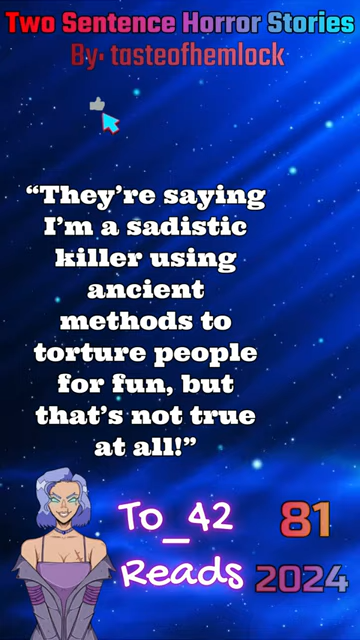 Two Sentence Horror Stories
By: tasteofhemlock
“They’re saying
I’m a sadistic
killer using
ancient
methods to
torture people
for fun, but
that’s not true
at all!”
To_42
Reads
81
2024